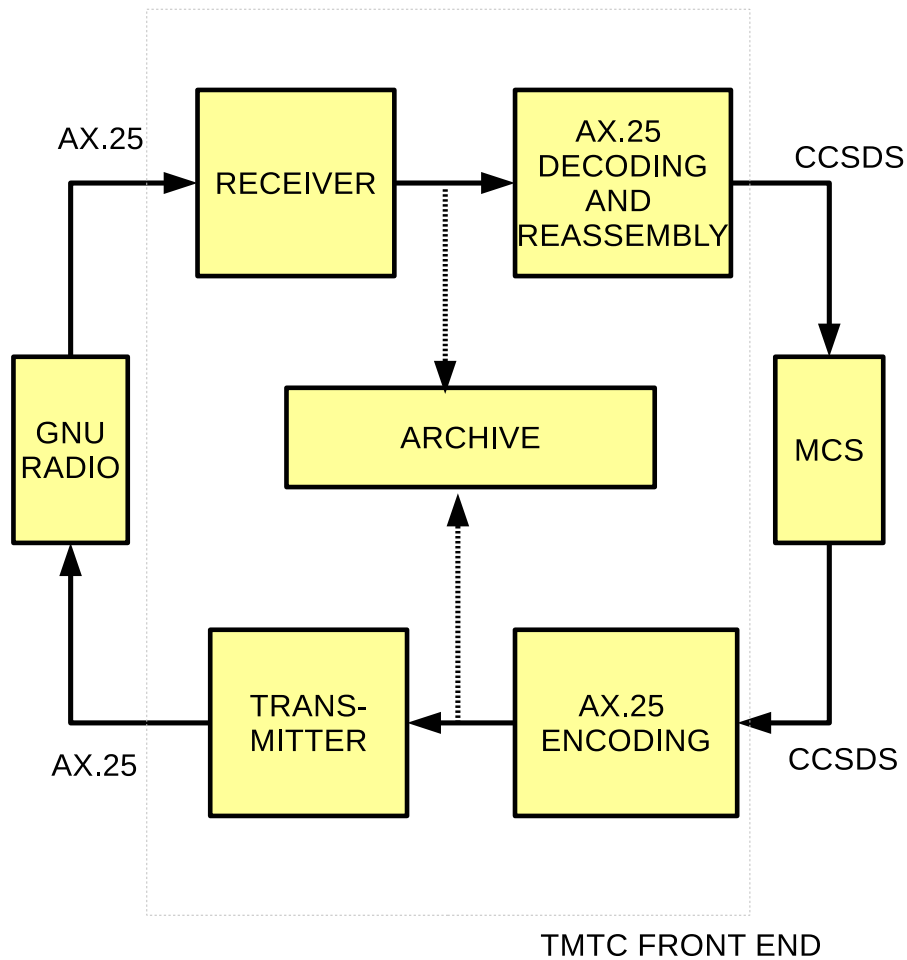 AX.25
RECEIVER
AX.25
DECODING
AND
REASSEMBLY
CCSDS
GNU
RADIO
ARCHIVE
MCS
TRANS-
MITTER
AX.25
ENCODING
AX.25
CCSDS
TMTC FRONT END